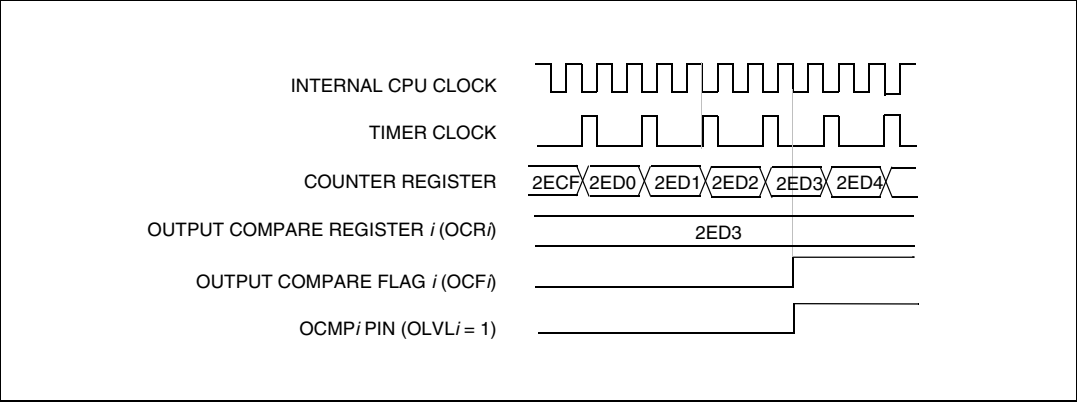 INTERNAL CPU CLOCK
TIMER CLOCK
COUNTER REGISTER 2ECF 2ED0 2ED1 2ED2 2ED3 2ED4
OUTPUT COMPARE REGISTER i (OCRi) 2ED3
OUTPUT COMPARE FLAG i (OCFi)
OCMPi PIN (OLVLi = 1)